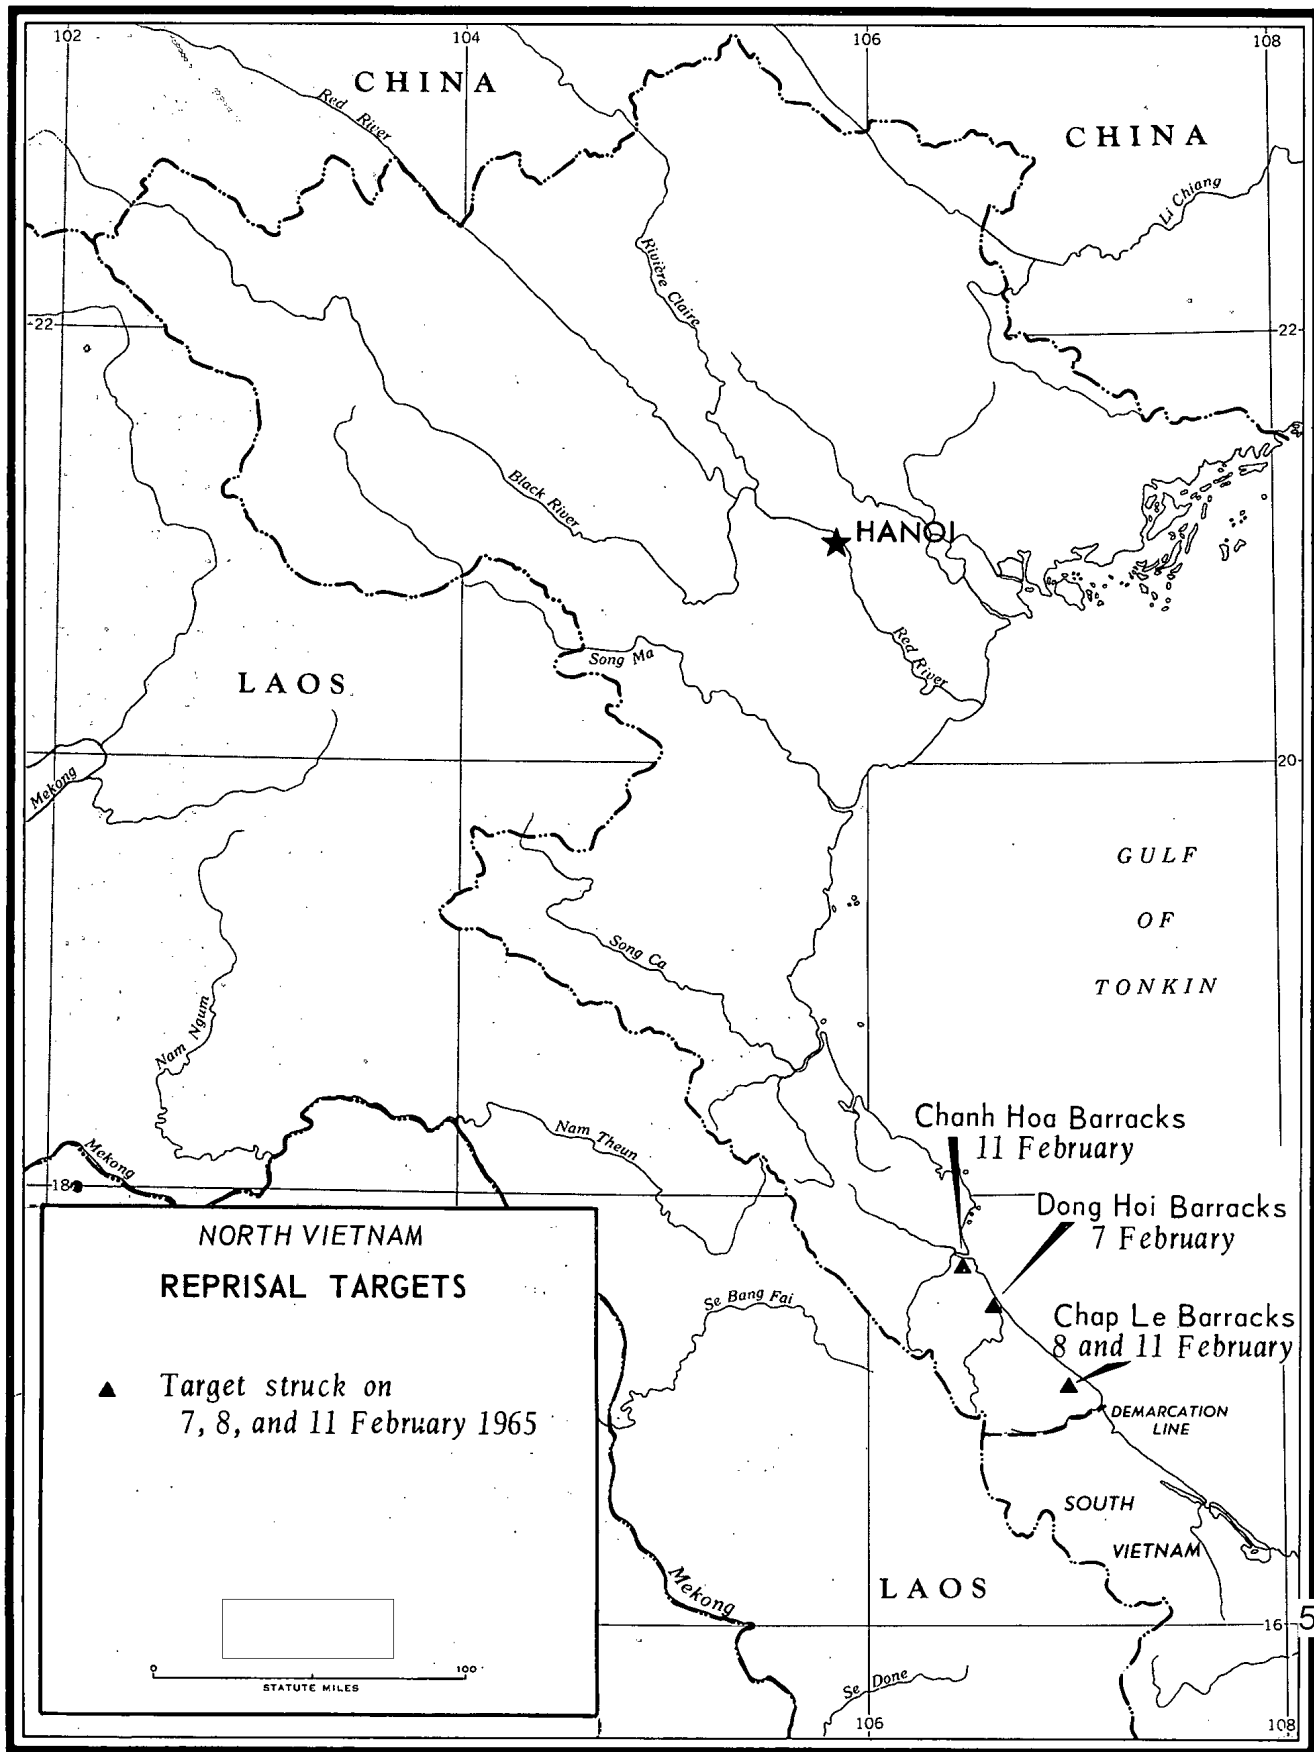 102
104
106
108
CHINA
Red River
CHINA
Li Chiang
Rivière Claire
22
22
Black River
HANOI
Red River
Song Ma
LAOS
Mekong
20
GULF
OF
TONKIN
Song Ca
Nam Ngum
Chanh Hoa Barracks
11 February
Nam Theun
Mekong
18
Dong Hoi Barracks
7 February
NORTH VIETNAM
REPRISAL TARGETS
Se Bang Fai
Chap Le Barracks
8 and 11 February
Target struck on
7, 8, and 11 February 1965
DEMARCATION
LINE
SOUTH
VIETNAM
Mekong
LAOS
16
5
0
100
STATUTE MILES
Se Done
106
108